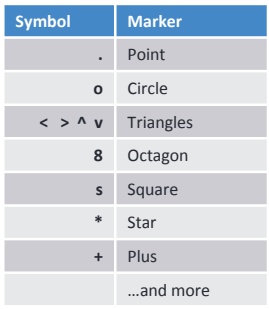 Symbol Marker
. Point
o Circle
< > ^ v Triangles
8 Octagon
s Square
* Star
+ Plus
...and more